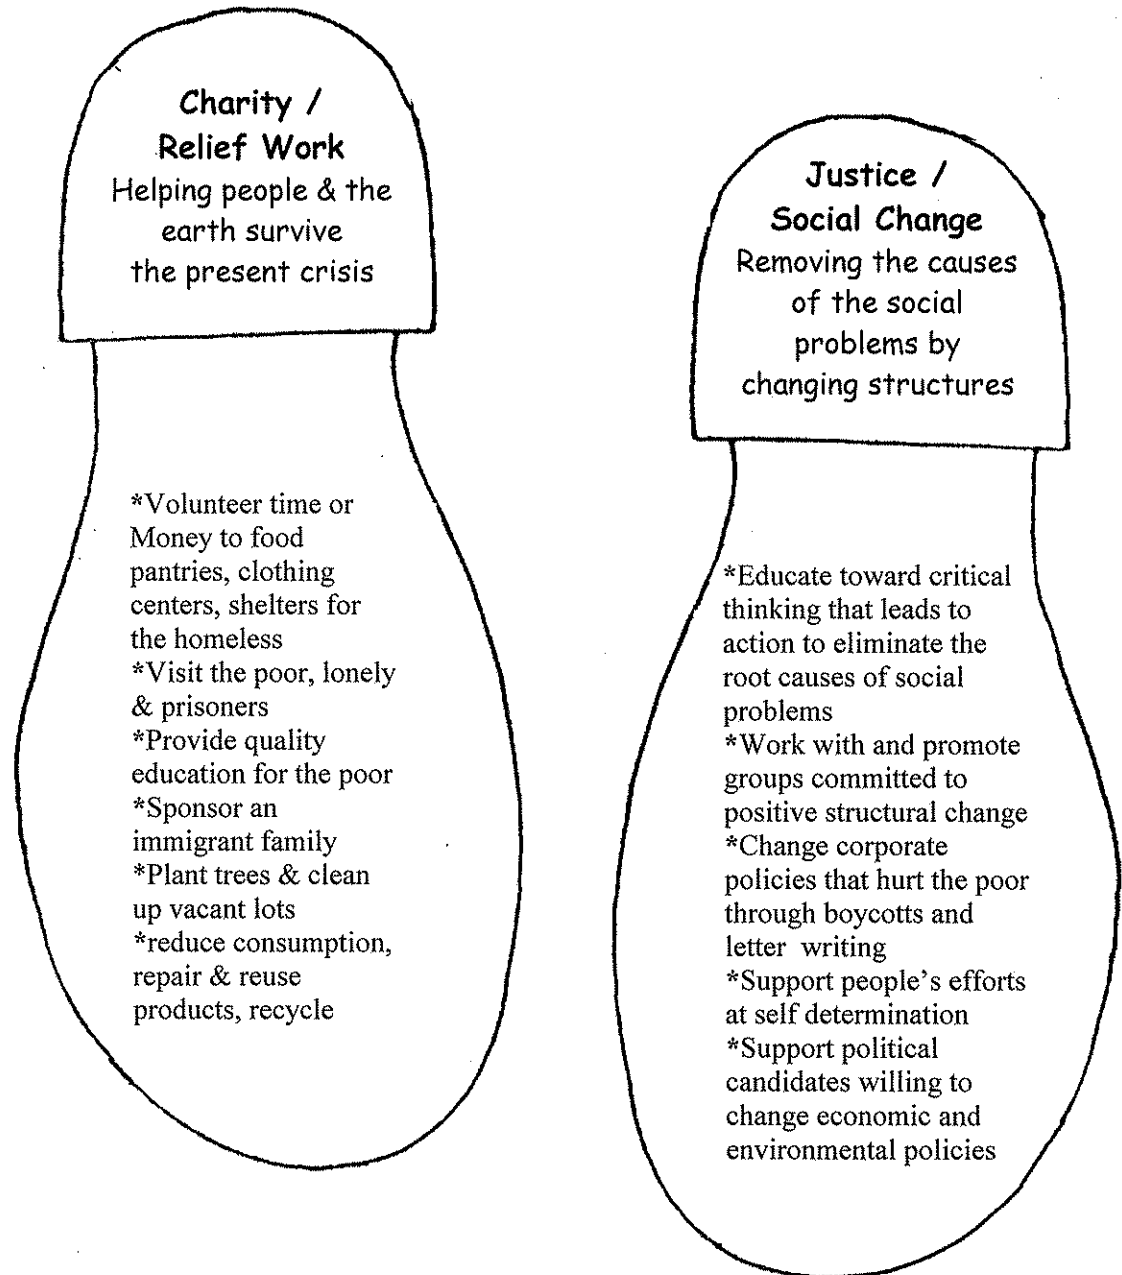 Charity /
Relief Work
Helping people & the
earth survive
the present crisis
*Volunteer time or
Money to food
pantries, clothing
centers, shelters for
the homeless
*Visit the poor, lonely
& prisoners
*Provide quality
education for the poor
*Sponsor an
immigrant family
*Plant trees & clean
up vacant lots
*reduce consumption,
repair & reuse
products, recycle
Justice /
Social Change
Removing the causes
of the social
problems by
changing structures
*Educate toward critical
thinking that leads to
action to eliminate the
root causes of social
problems
*Work with and promote
groups committed to
positive structural change
*Change corporate
policies that hurt the poor
through boycotts and
letter writing
*Support people's efforts
at self determination
*Support political
candidates willing to
change economic and
environmental policies